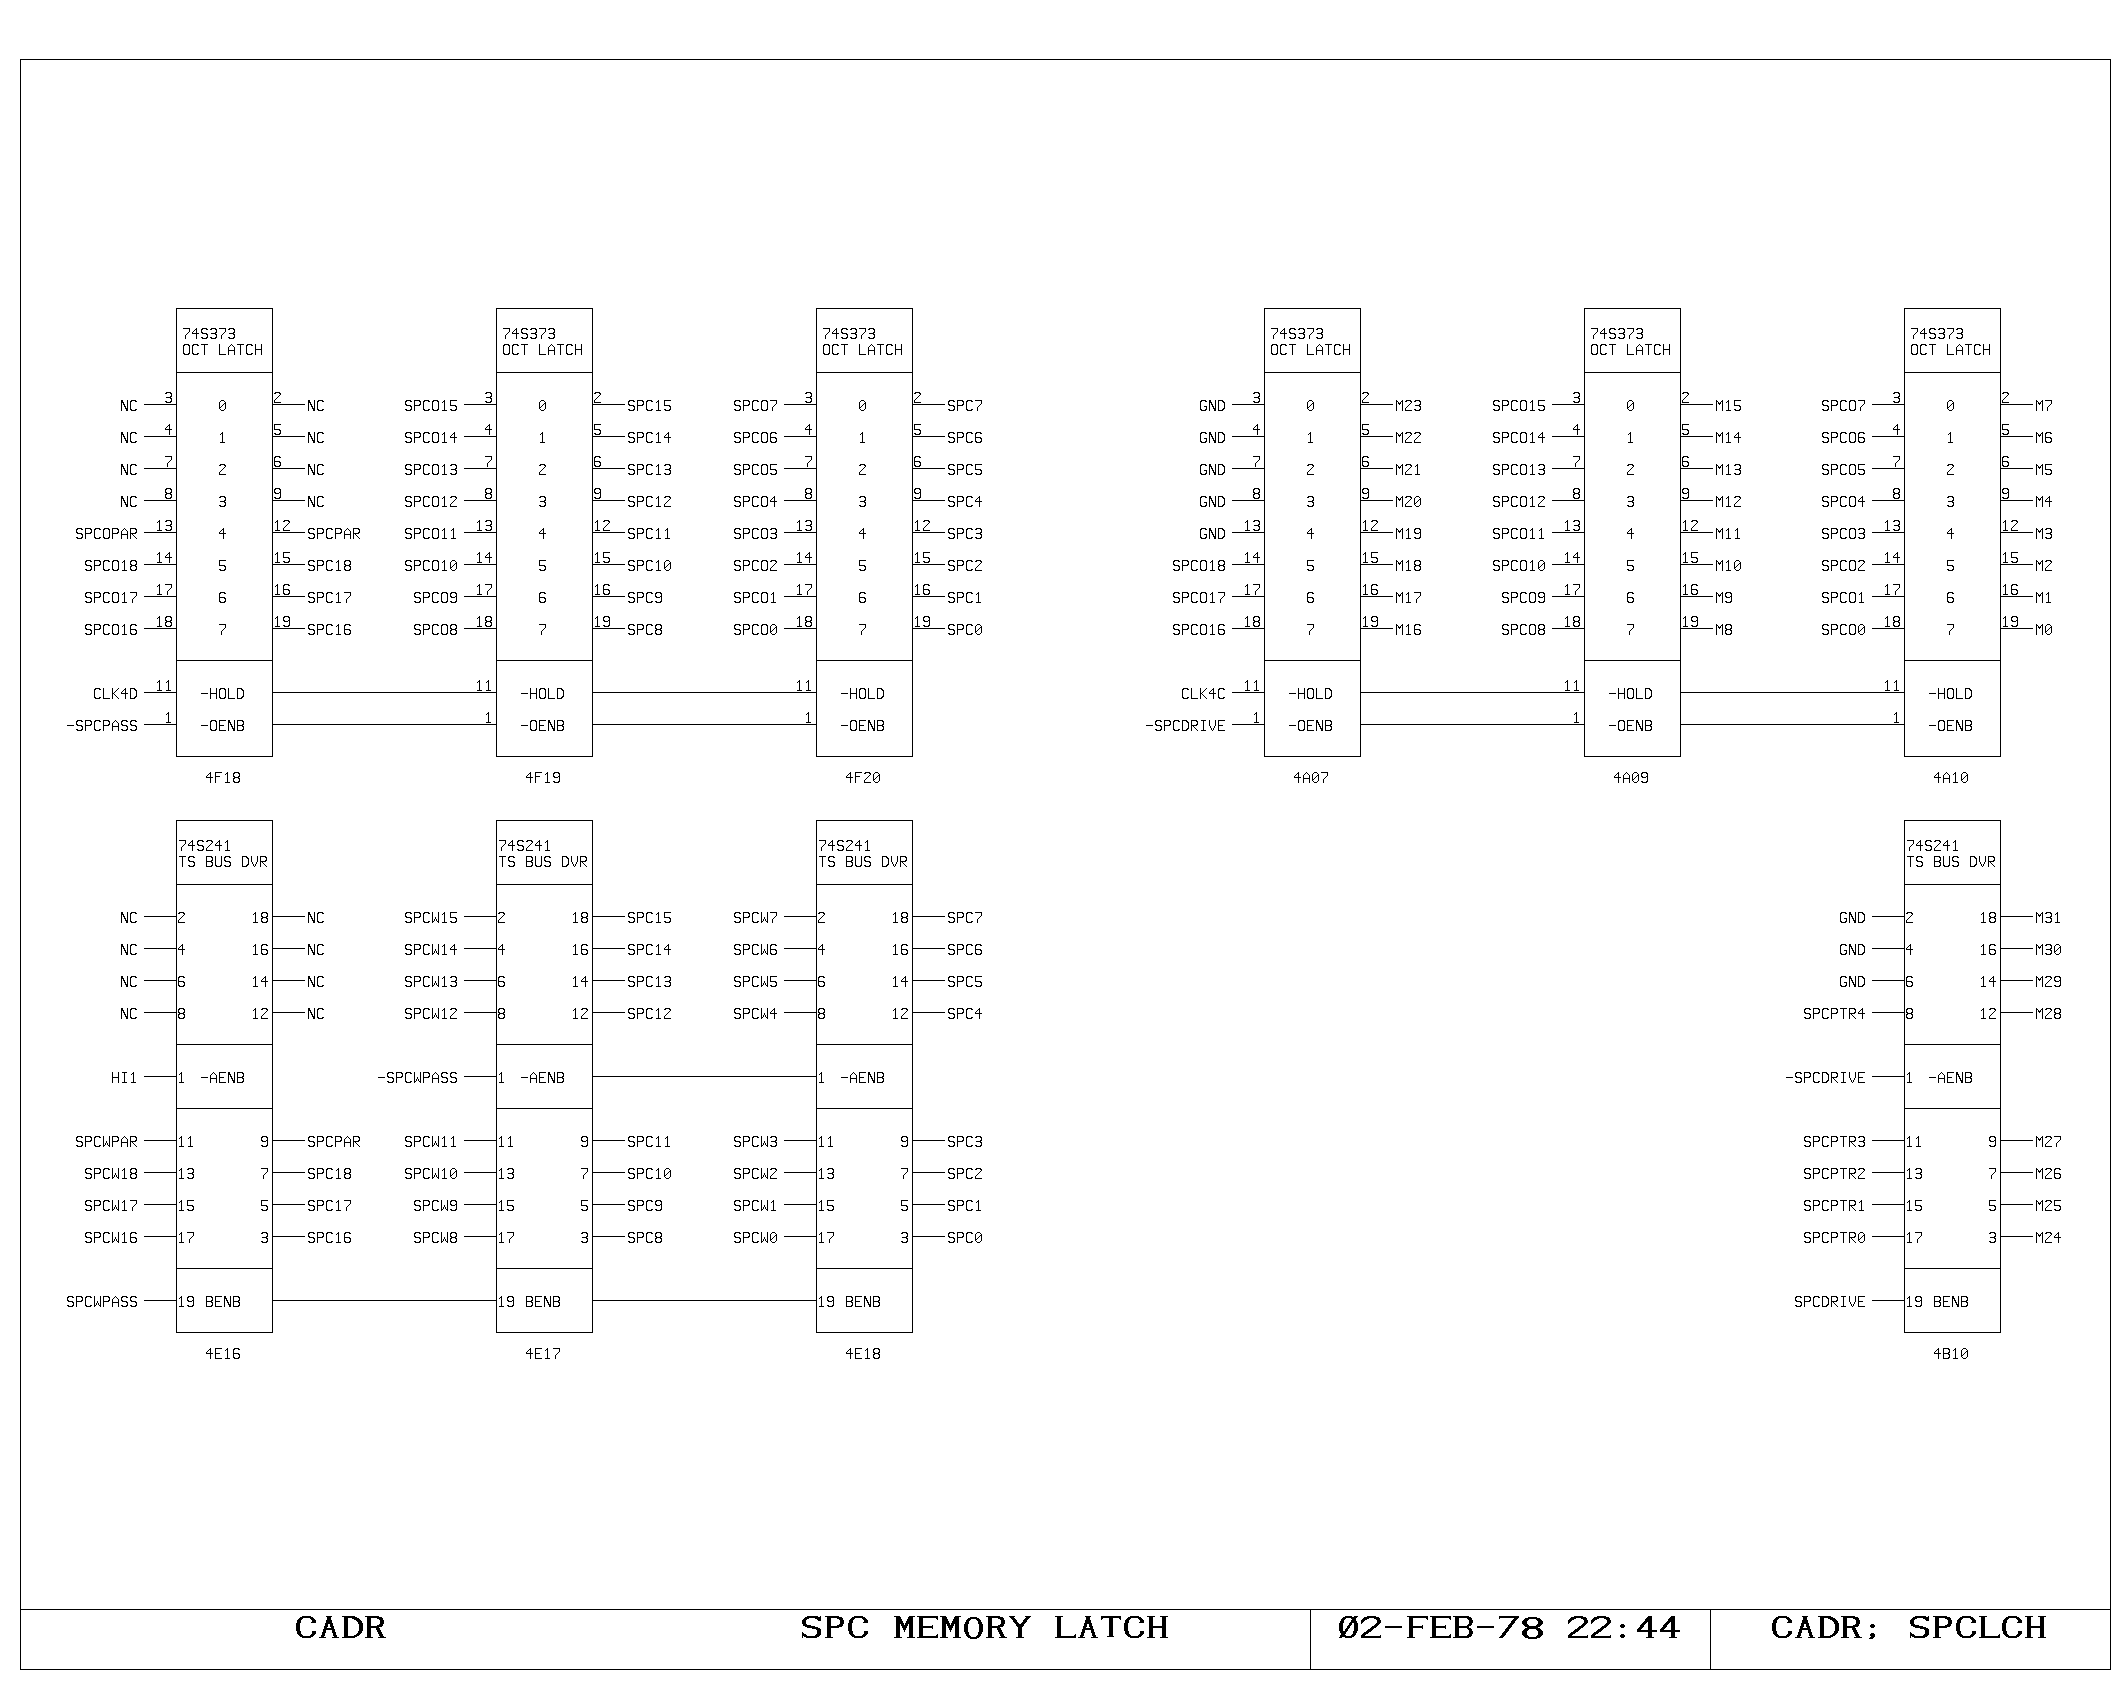 74S373 74S373 74S373 74S373 74S373 74S373
OCT LATCH OCT LATCH OCT LATCH OCT LATCH OCT LATCH OCT LATCH
NC 3 0 2 NC SPCO15 3 0 2 SPC15 SPCO7 3 0 2 SPC7 GND 3 0 2 M23 SPCO15 3 0 2 M15 SPCO7 3 0 2 M7
NC 4 1 5 NC SPCO14 4 1 5 SPC14 SPCO6 4 1 5 SPC6 GND 4 1 5 M22 SPCO14 4 1 5 M14 SPCO6 4 1 5 M6
NC 7 2 6 NC SPCO13 7 2 6 SPC13 SPCO5 7 2 6 SPC5 GND 7 2 6 M21 SPCO13 7 2 6 M13 SPCO5 7 2 6 M5
NC 8 3 9 NC SPCO12 8 3 9 SPC12 SPCO4 8 3 9 SPC4 GND 8 3 9 M20 SPCO12 8 3 9 M12 SPCO4 8 3 9 M4
SPCOPAR 13 4 12 SPCPAR SPCO11 13 4 12 SPC11 SPCO3 13 4 12 SPC3 GND 13 4 12 M19 SPCO11 13 4 12 M11 SPCO3 13 4 12 M3
SPCO18 14 5 15 SPC18 SPCO10 14 5 15 SPC10 SPCO2 14 5 15 SPC2 SPCO18 14 5 15 M18 SPCO10 14 5 15 M10 SPCO2 14 5 15 M2
SPCO17 17 6 16 SPC17 SPCO9 17 6 16 SPC9 SPCO1 17 6 16 SPC1 SPCO17 17 6 16 M17 SPCO9 17 6 16 M9 SPCO1 17 6 16 M1
SPCO16 18 7 19 SPC16 SPCO8 18 7 19 SPC8 SPCO0 18 7 19 SPC0 SPCO16 18 7 19 M16 SPCO8 18 7 19 M8 SPCO0 18 7 19 M0
CLK4D 11 -HOLD 11 -HOLD 11 -HOLD CLK4C 11 -HOLD 11 -HOLD 11 -HOLD
-SPCPASS 1 -OENB 1 -OENB 1 -OENB -SPCDRIVE 1 -OENB 1 -OENB 1 -OENB
4F18 4F19 4F20 4A07 4A09 4A10
74S241 74S241 74S241 74S241
TS BUS DVR TS BUS DVR TS BUS DVR TS BUS DVR
NC 2 18 NC SPCW15 2 18 SPC15 SPCW7 2 18 SPC7 GND 2 18 M31
NC 4 16 NC SPCW14 4 16 SPC14 SPCW6 4 16 SPC6 GND 4 16 M30
NC 6 14 NC SPCW13 6 14 SPC13 SPCW5 6 14 SPC5 GND 6 14 M29
NC 8 12 NC SPCW12 8 12 SPC12 SPCW4 8 12 SPC4 SPCPTR4 8 12 M28
HI1 1 -AENB -SPCWPASS 1 -AENB 1 -AENB -SPCDRIVE 1 -AENB
SPCWPAR 11 9 SPCPAR SPCW11 11 9 SPC11 SPCW3 11 9 SPC3 SPCPTR3 11 9 M27
SPCW18 13 7 SPC18 SPCW10 13 7 SPC10 SPCW2 13 7 SPC2 SPCPTR2 13 7 M26
SPCW17 15 5 SPC17 SPCW9 15 5 SPC9 SPCW1 15 5 SPC1 SPCPTR1 15 5 M25
SPCW16 17 3 SPC16 SPCW8 17 3 SPC8 SPCW0 17 3 SPC0 SPCPTR0 17 3 M24
SPCWPASS 19 BENB 19 BENB 19 BENB SPCDRIVE 19 BENB
4E16 4E17 4E18 4B10
CADR SPC MEMORY LATCH 02-FEB-78 22:44 CADR; SPCLCH